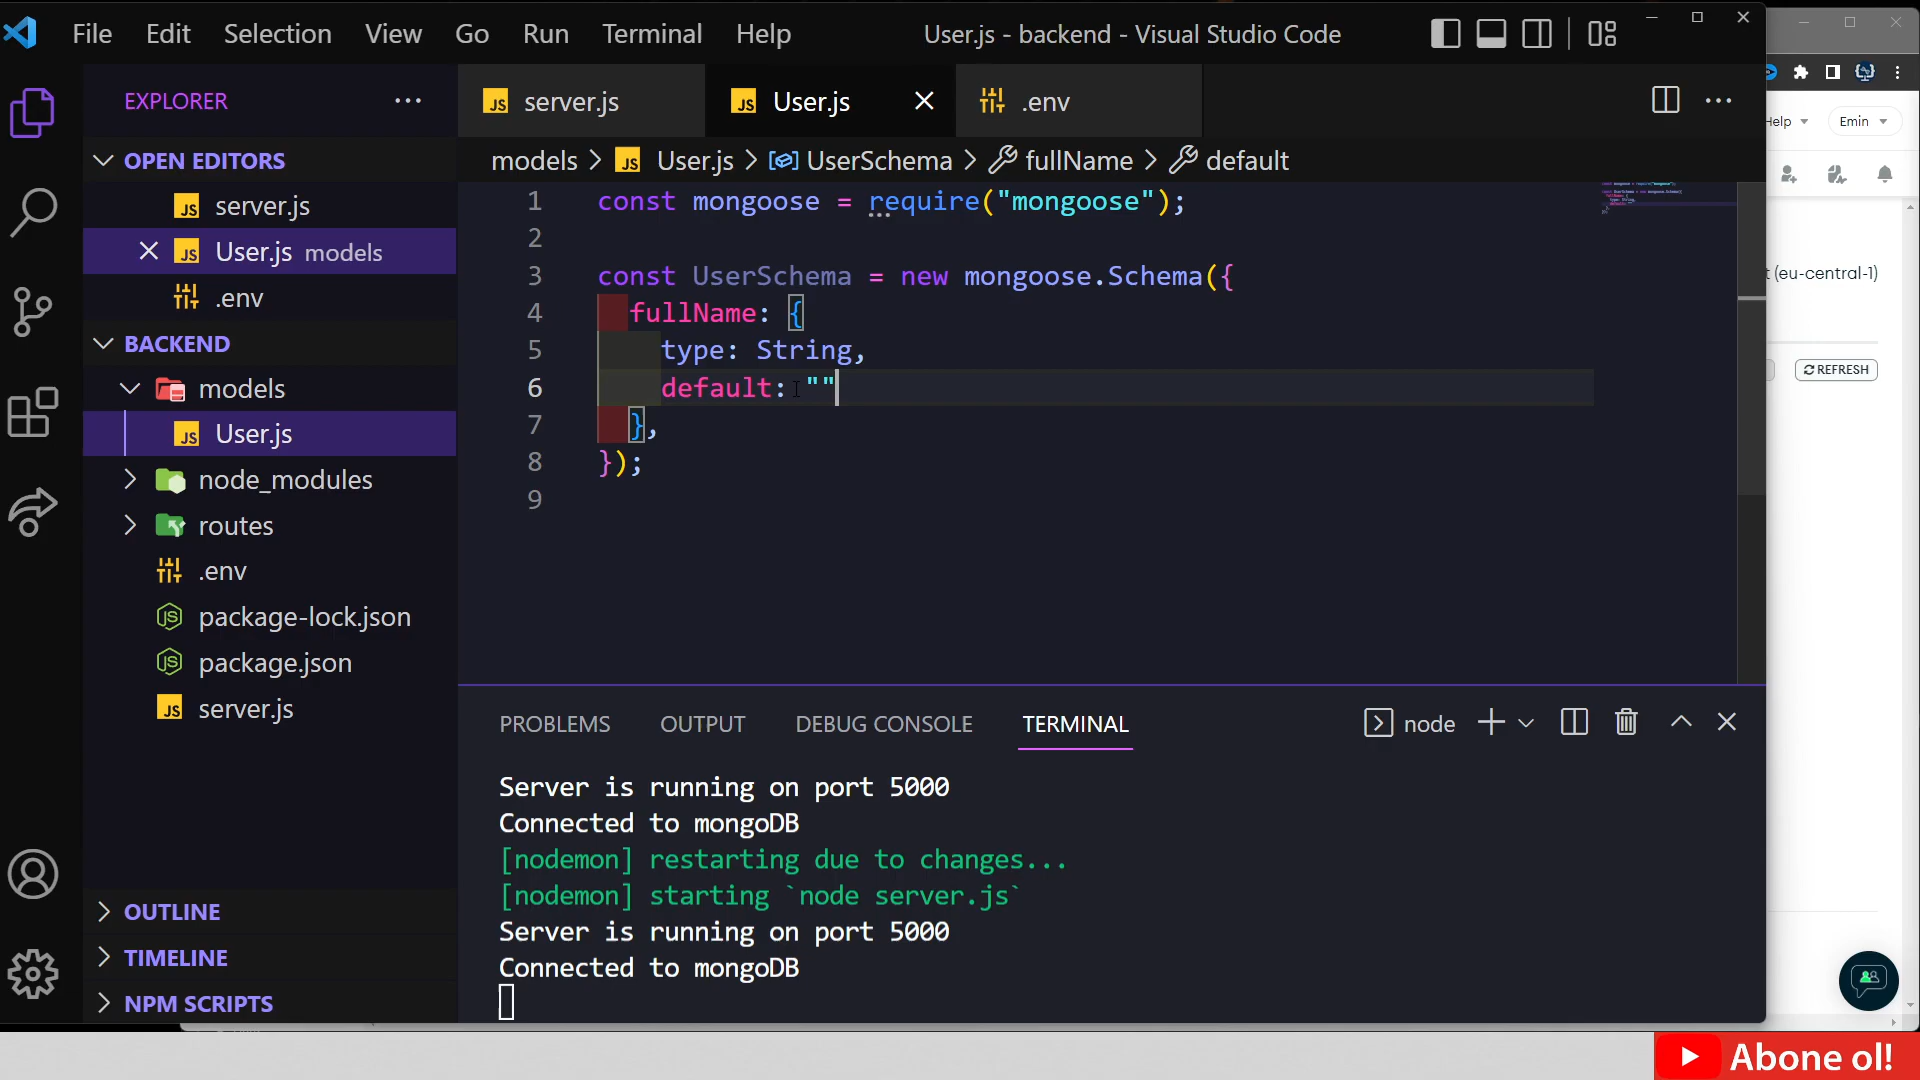 File Edit Selection View Go Run Terminal Help User.js - backend - Visual Studio Code
EXPLORER
OPEN EDITORS
server.js
User.js models
.env
BACKEND
models
User.js
node_modules
routes
.env
package-lock.json
package.json
server.js
OUTLINE
TIMELINE
NPM SCRIPTS
server.js User.js .env
models > User.js > UserSchema > fullName > default
1 const mongoose = require("mongoose");
2
3 const UserSchema = new mongoose.Schema({
4 fullName: {
5 type: String,
6 default: ""
7 },
8 });
9
PROBLEMS OUTPUT DEBUG CONSOLE TERMINAL node
Server is running on port 5000
Connected to mongoDB
[nodemon] restarting due to changes...
[nodemon] starting `node server.js`
Server is running on port 5000
Connected to mongoDB
Help Emin
(eu-central-1)
REFRESH
Abone ol!